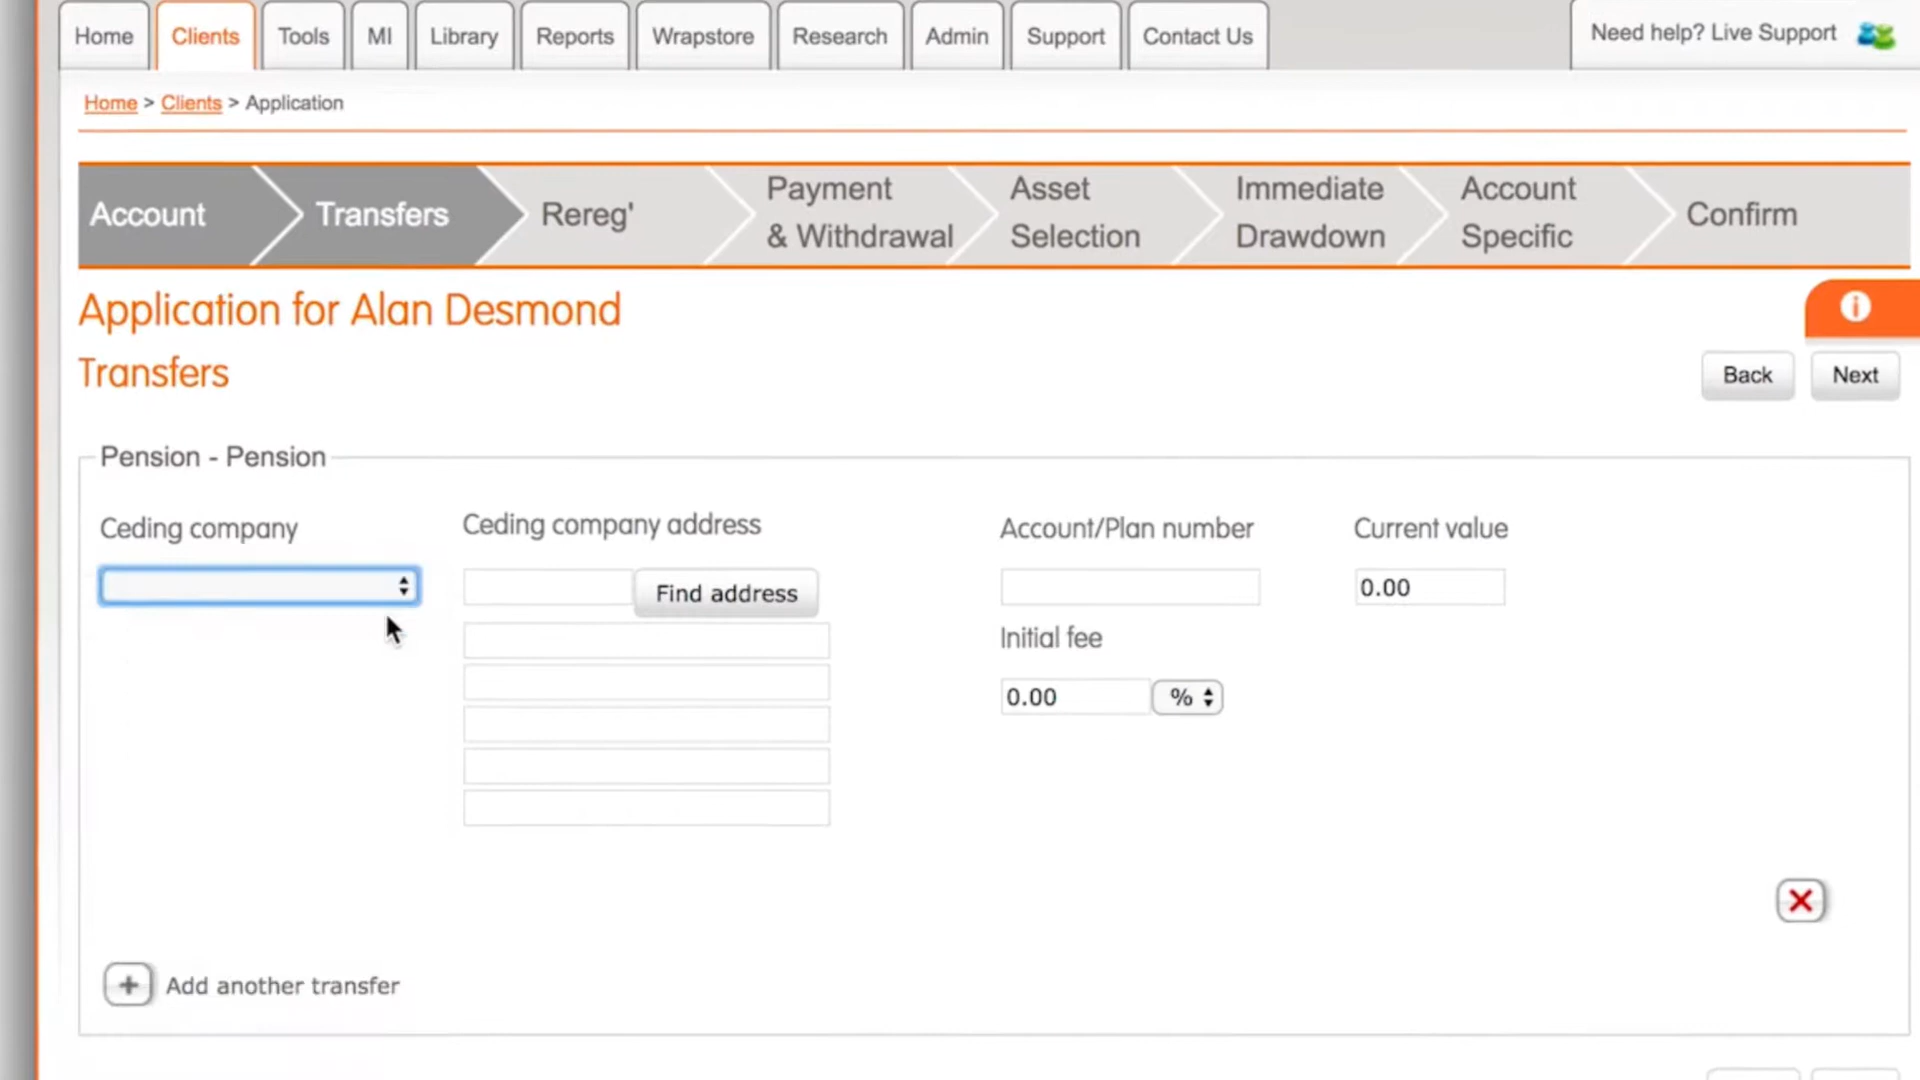 Home Clients Tools MI Library Reports Wrapstore Research Admin Support Contact Us Need help? Live Support
Home > Clients > Application
Account Transfers Rereg' Payment & Withdrawal Asset Selection Immediate Drawdown Account Specific Confirm
Application for Alan Desmond
Transfers
Back Next
Pension - Pension
Ceding company Ceding company address Account/Plan number Current value
Find address 0.00
Initial fee
0.00 %
Add another transfer